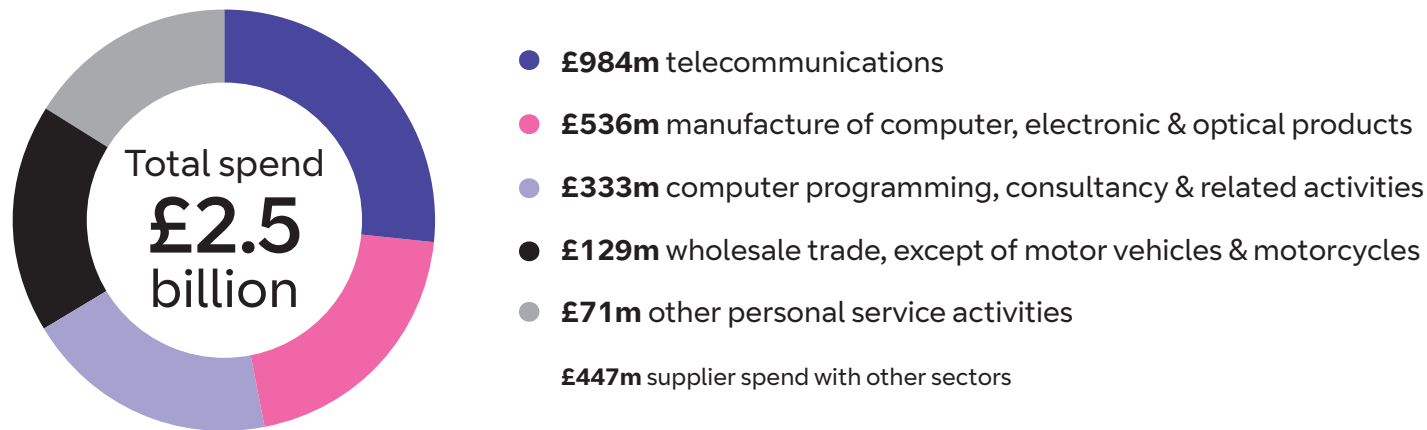 Total spend
£2.5
billion
£984m telecommunications
£536m manufacture of computer, electronic & optical products
£333m computer programming, consultancy & related activities
£129m wholesale trade, except of motor vehicles & motorcycles
£71m other personal service activities
£447m supplier spend with other sectors